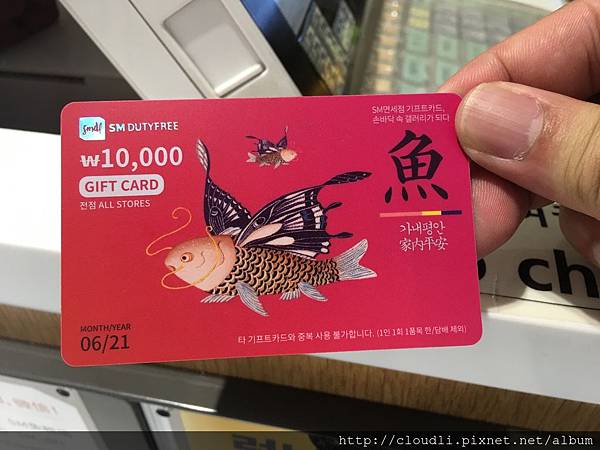 smdf SM DUTYFREE
₩10,000
GIFT CARD
전점 ALL STORES
SM면세점 기프트카드,
손바닥 속 갤러리가 되다
魚
가내평안
家內平安
MONTH/YEAR
06/21
타 기프트카드와 중복 사용 불가합니다. (1인 1회 1품목 한/담배 제외)
ch
http://cloudli.pixnet.net/album